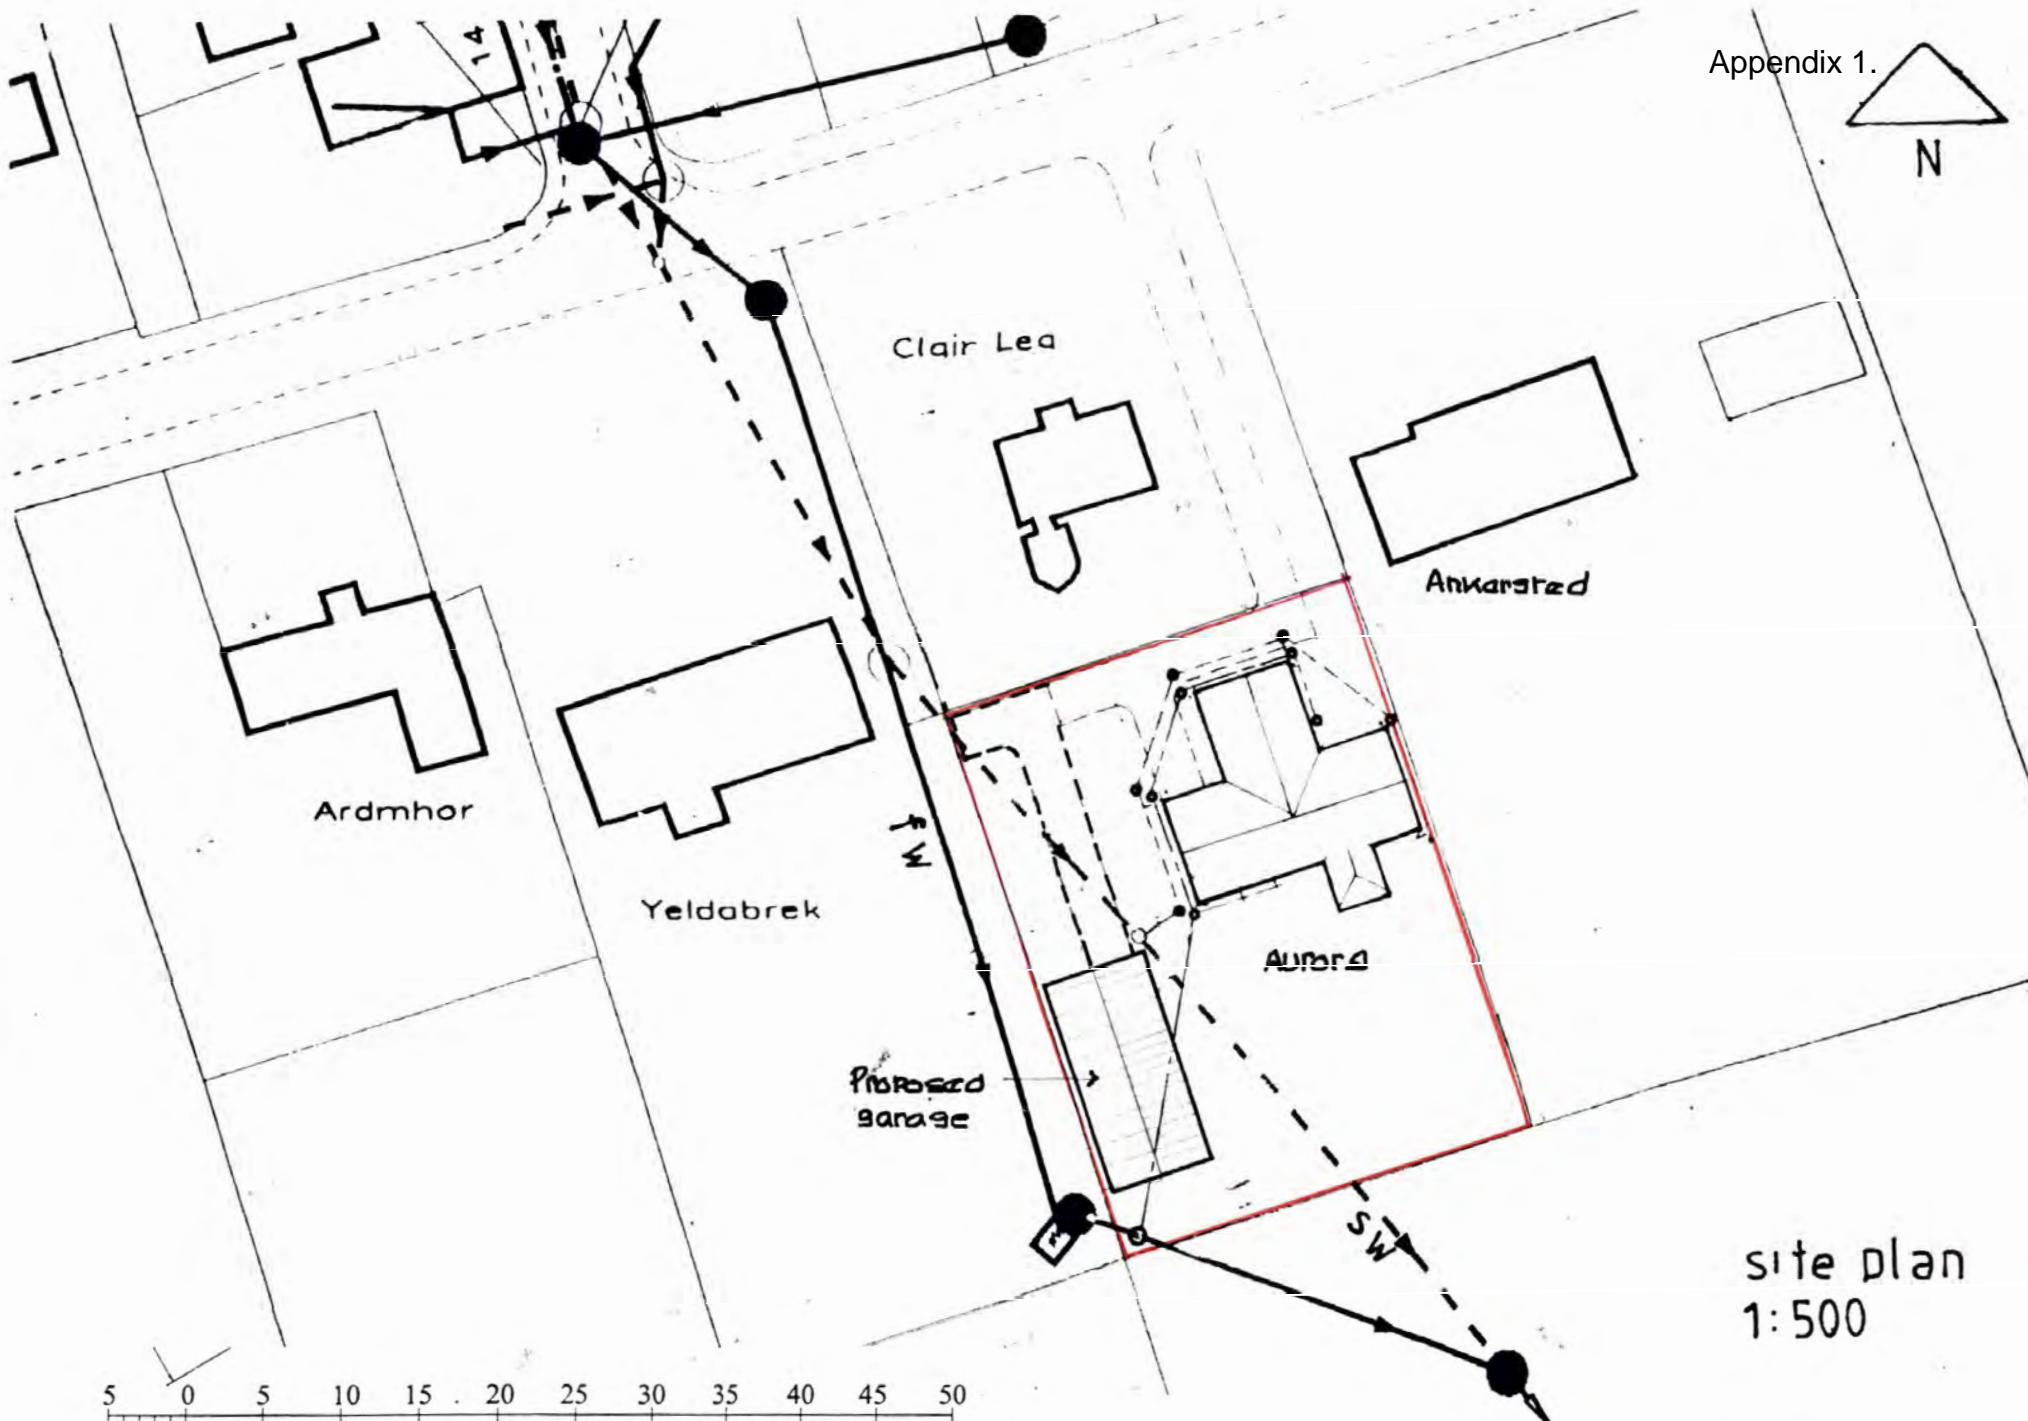 14
Appendix 1.
N
Clair Lea
Ankarsted
Ardmhor
Yeldabrek
Aurora
Proposed
garage
SW
site plan
1:500
5 0 5 10 15 20 25 30 35 40 45 50